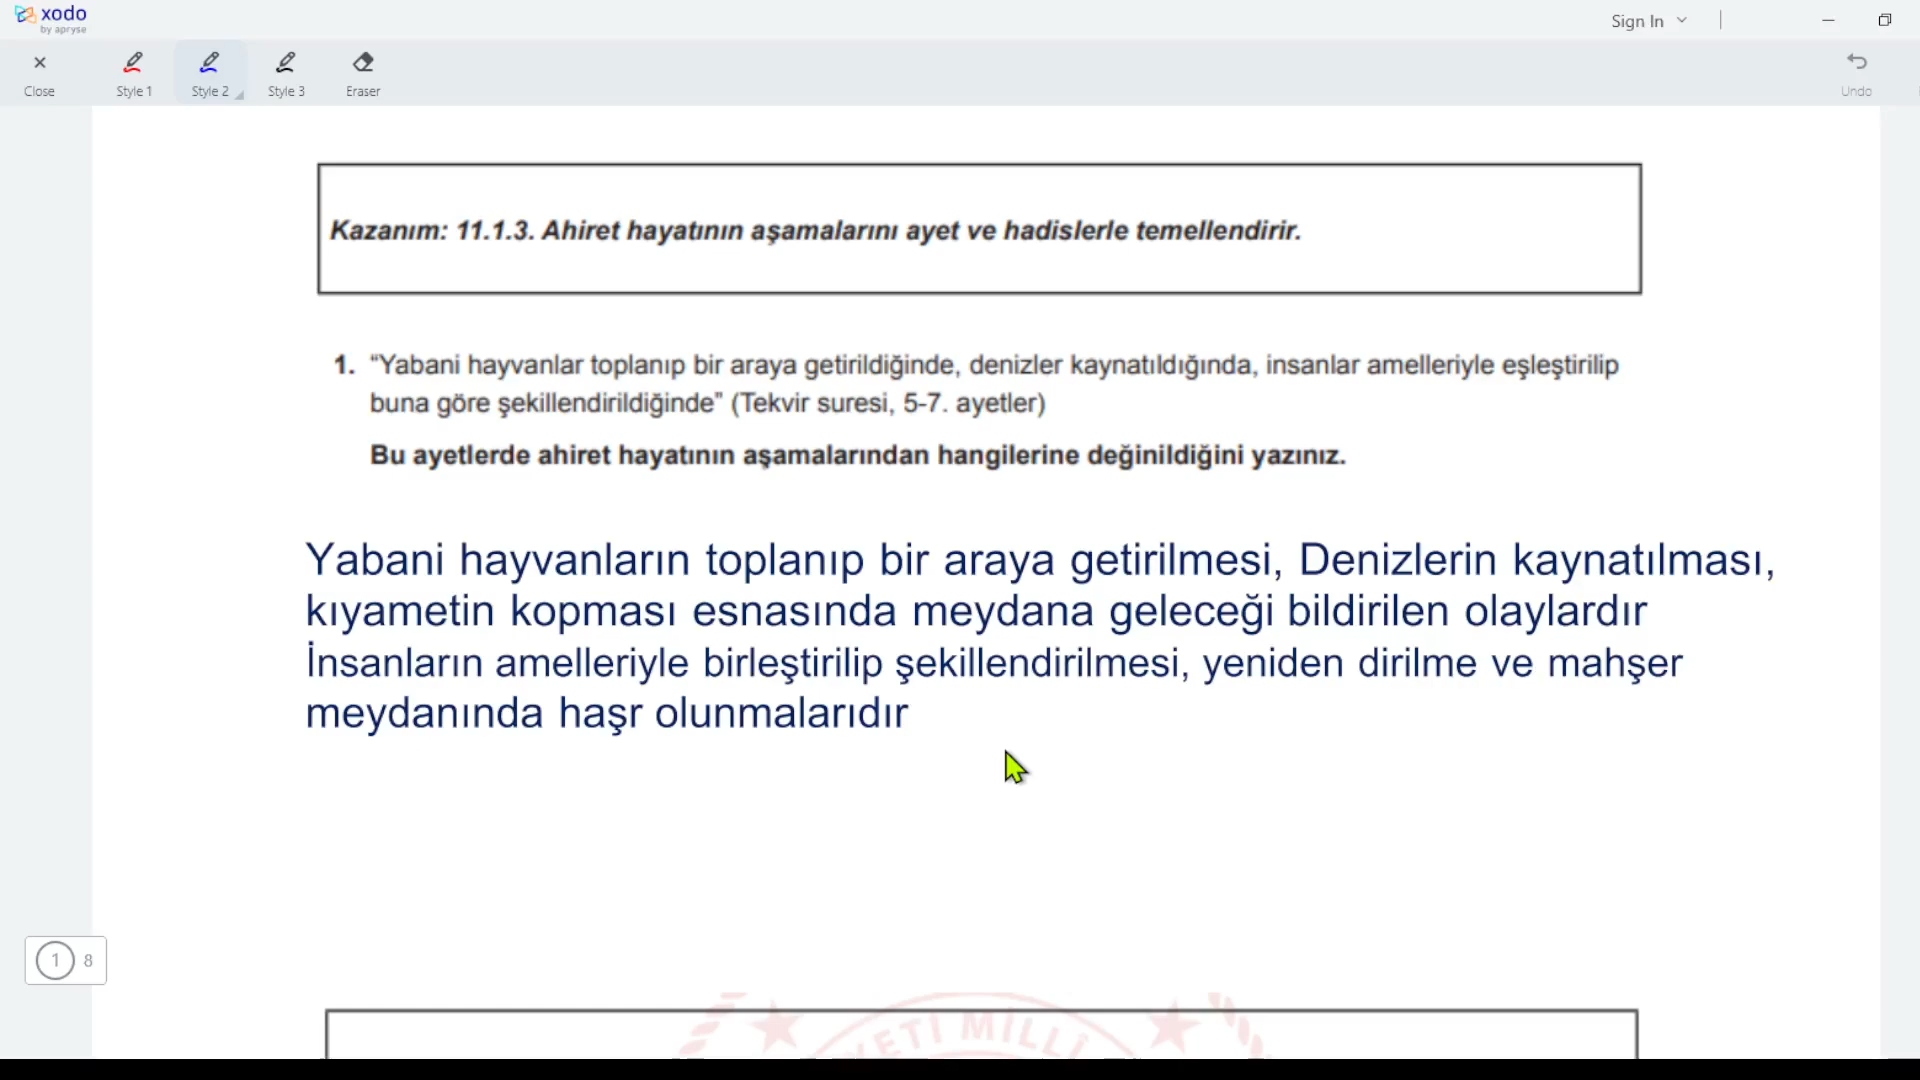 xodo
by apryse
Sign In
Close
Style 1
Style 2
Style 3
Eraser
Undo
Kazanım: 11.1.3. Ahiret hayatının aşamalarını ayet ve hadislerle temellendirir.
1. “Yabani hayvanlar toplanıp bir araya getirildiğinde, denizler kaynatıldığında, insanlar amelleriyle eşleştirilip
buna göre şekillendirildiğinde” (Tekvir suresi, 5-7. ayetler)
Bu ayetlerde ahiret hayatının aşamalarından hangilerine değinildiğini yazınız.
Yabani hayvanların toplanıp bir araya getirilmesi, Denizlerin kaynatılması,
kıyametin kopması esnasında meydana geleceği bildirilen olaylardır
İnsanların amelleriyle birleştirilip şekillendirilmesi, yeniden dirilme ve mahşer
meydanında haşr olunmalarıdır
1 8
YETİ MİLLÎ